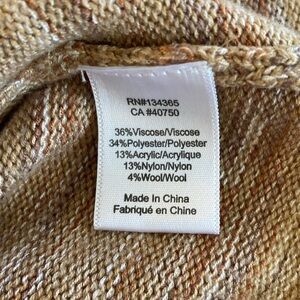 RN#134365
CA #40750
36%Viscose/Viscose
34%Polyester/Polyester
13%Acrylic/Acrylique
13%Nylon/Nylon
4%Wool/Wool
Made In China
Fabriqué en Chine